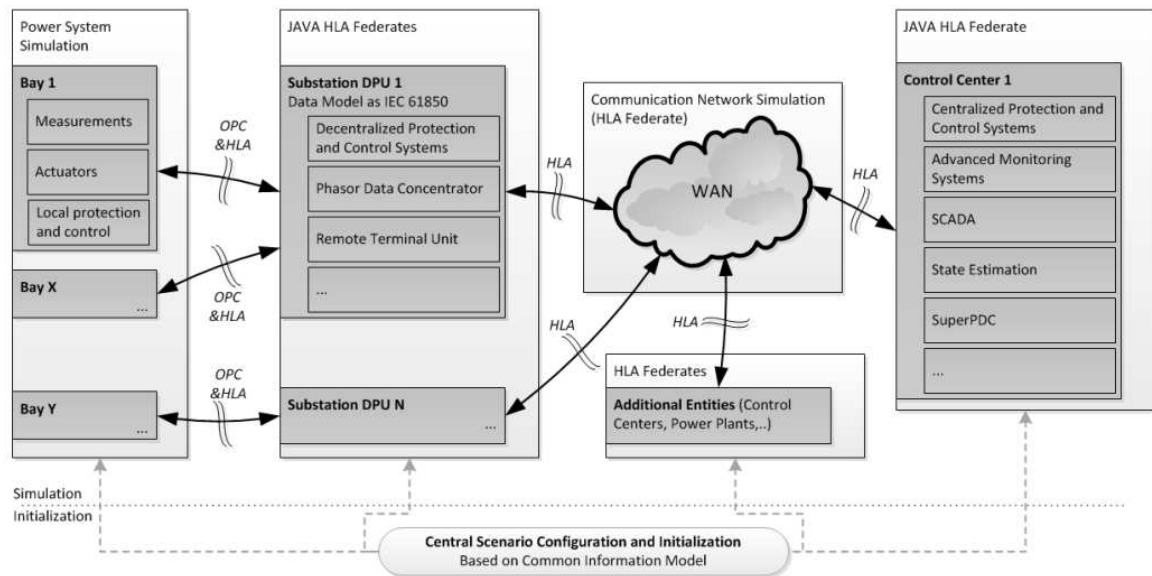 Power System
Simulation
Bay 1
Measurements
Actuators
Local protection
and control
Bay X
...
Bay Y
...
OPC
&HLA
OPC
&HLA
OPC
&HLA
JAVA HLA Federates
Substation DPU 1
Data Model as IEC 61850
Decentralized Protection
and Control Systems
Phasor Data Concentrator
Remote Terminal Unit
...
Substation DPU N
...
HLA
HLA
HLA
HLA
Communication Network Simulation
(HLA Federate)
WAN
HLA Federates
Additional Entities (Control
Centers, Power Plants,..)
JAVA HLA Federate
Control Center 1
Centralized Protection and
Control Systems
Advanced Monitoring
Systems
SCADA
State Estimation
SuperPDC
...
Simulation
Initialization
Central Scenario Configuration and Initialization
Based on Common Information Model